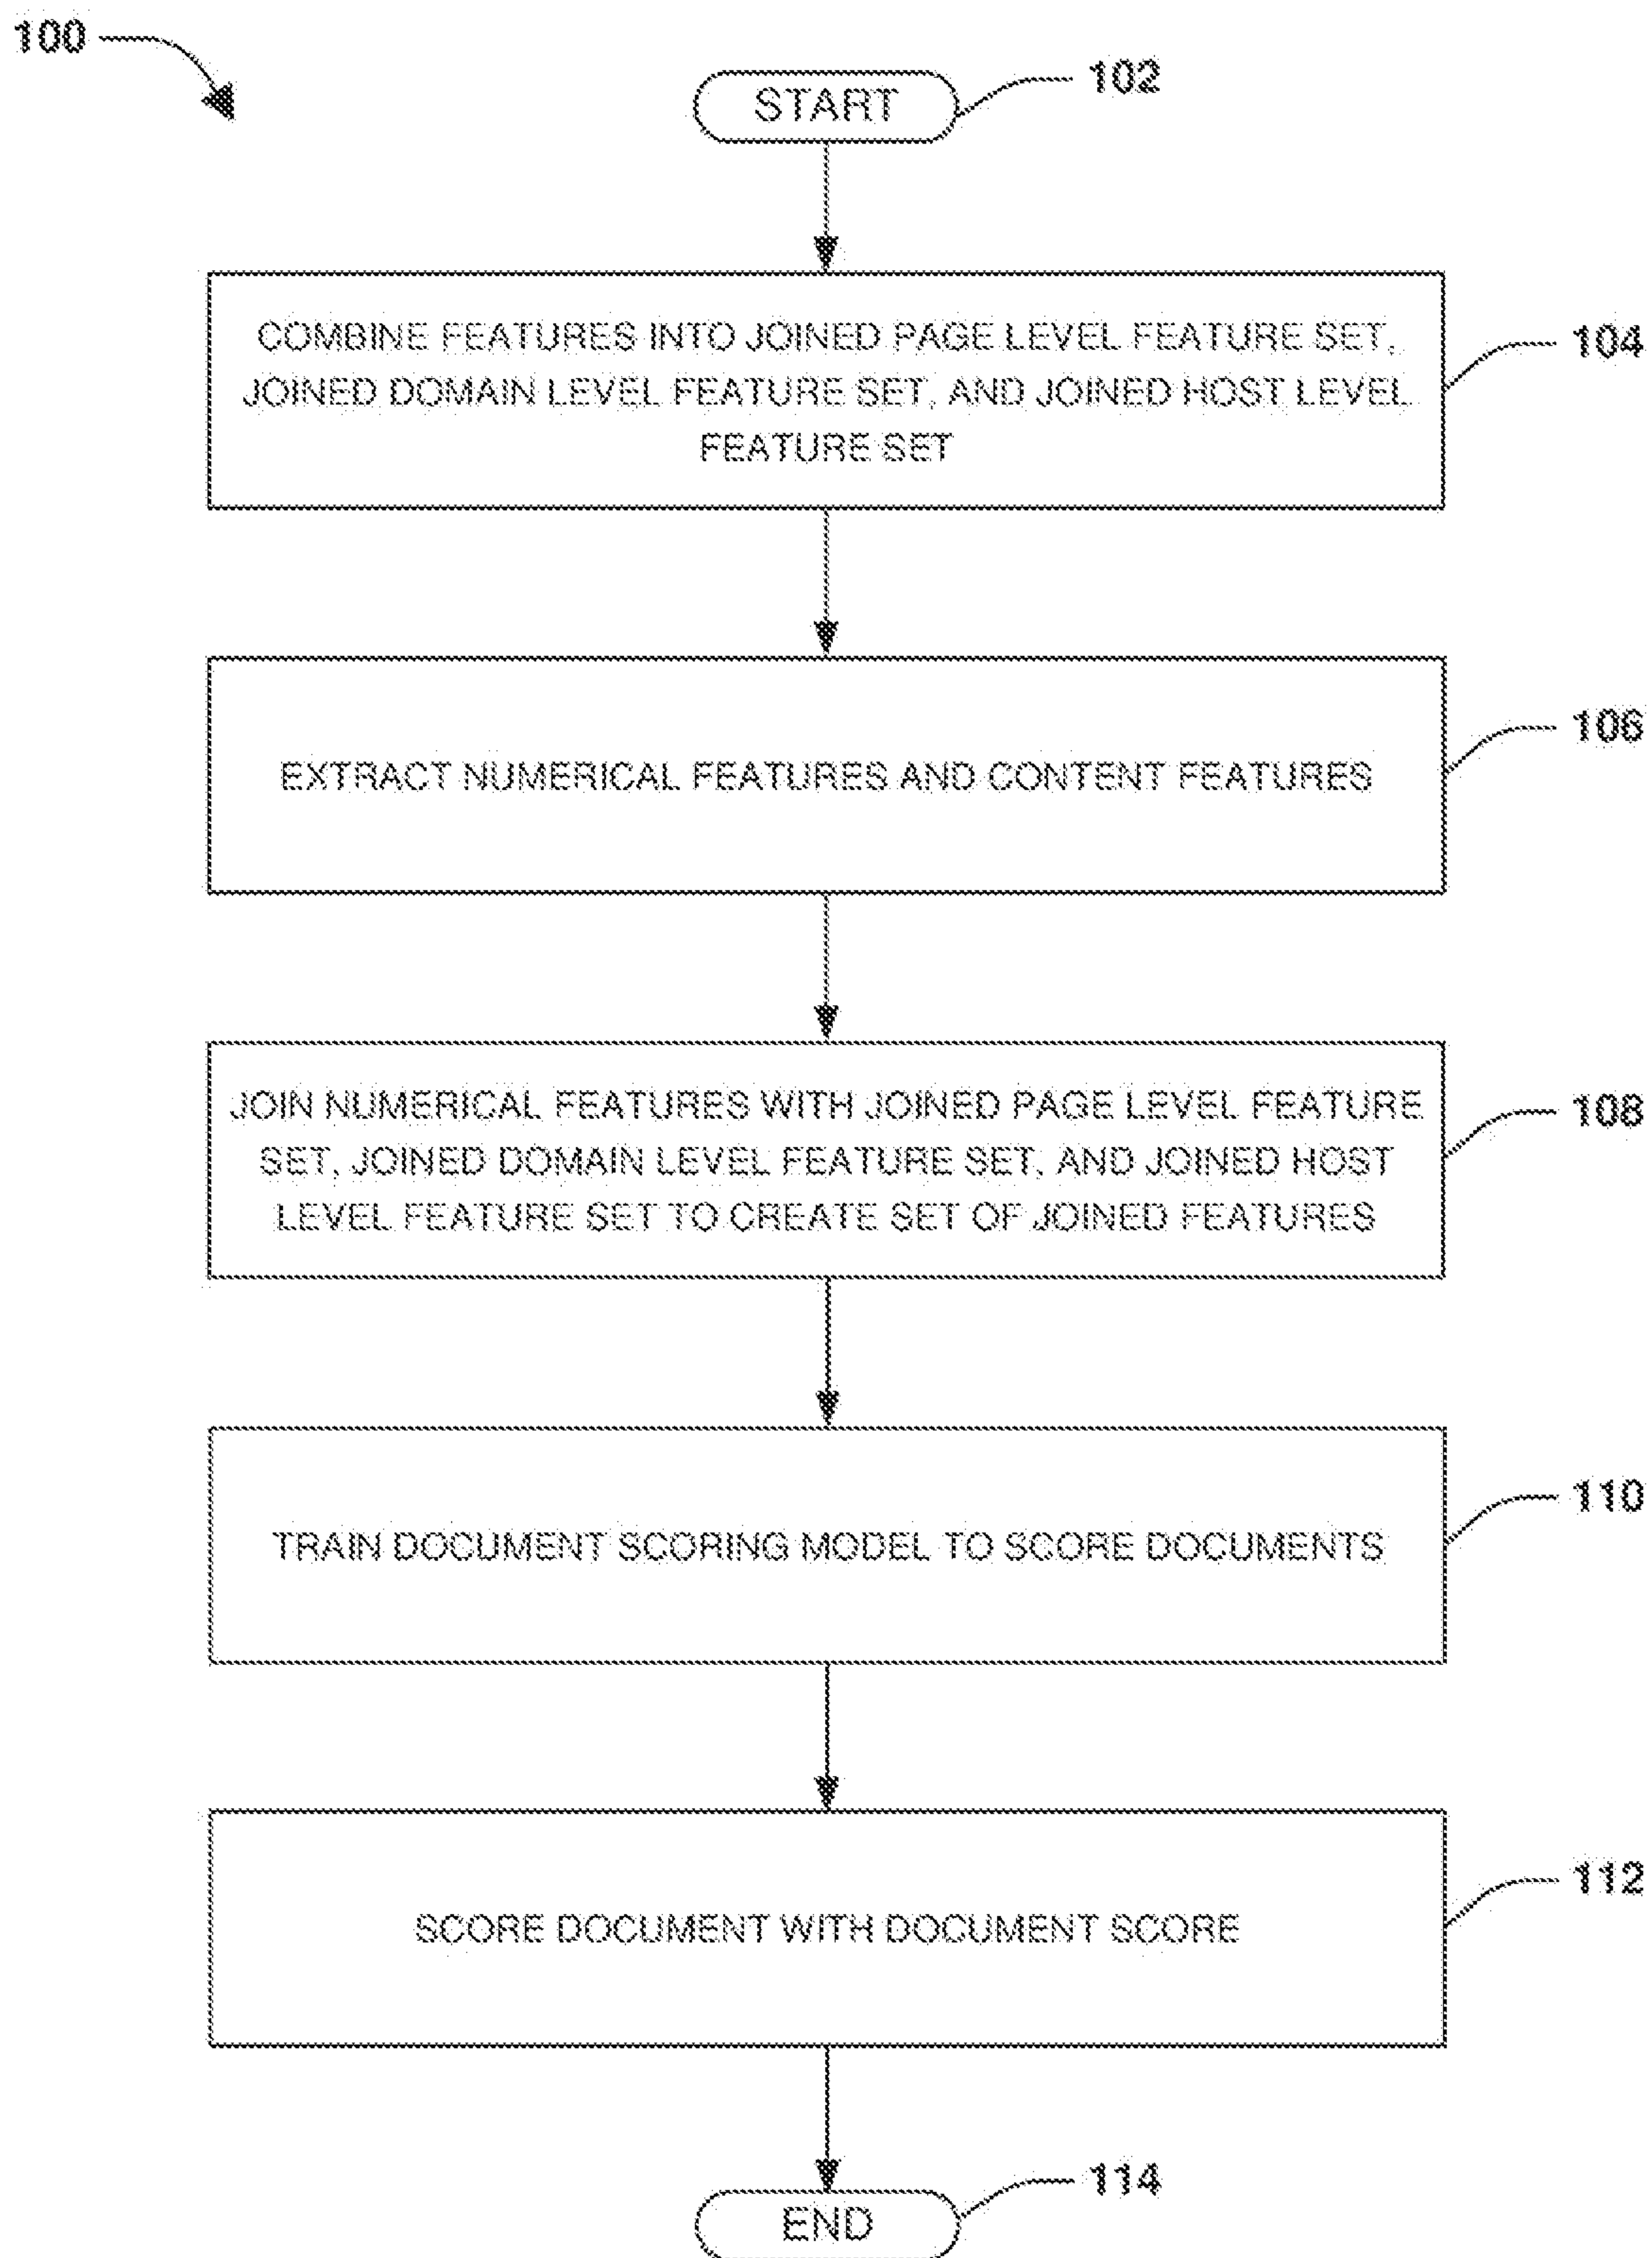 100
START
102
COMBINE FEATURES INTO JOINED PAGE LEVEL FEATURE SET,
JOINED DOMAIN LEVEL FEATURE SET, AND JOINED HOST LEVEL
FEATURE SET
104
EXTRACT NUMERICAL FEATURES AND CONTENT FEATURES
106
JOIN NUMERICAL FEATURES WITH JOINED PAGE LEVEL FEATURE
SET, JOINED DOMAIN LEVEL FEATURE SET, AND JOINED HOST
LEVEL FEATURE SET TO CREATE SET OF JOINED FEATURES
108
TRAIN DOCUMENT SCORING MODEL TO SCORE DOCUMENTS
110
SCORE DOCUMENT WITH DOCUMENT SCORE
112
END
114